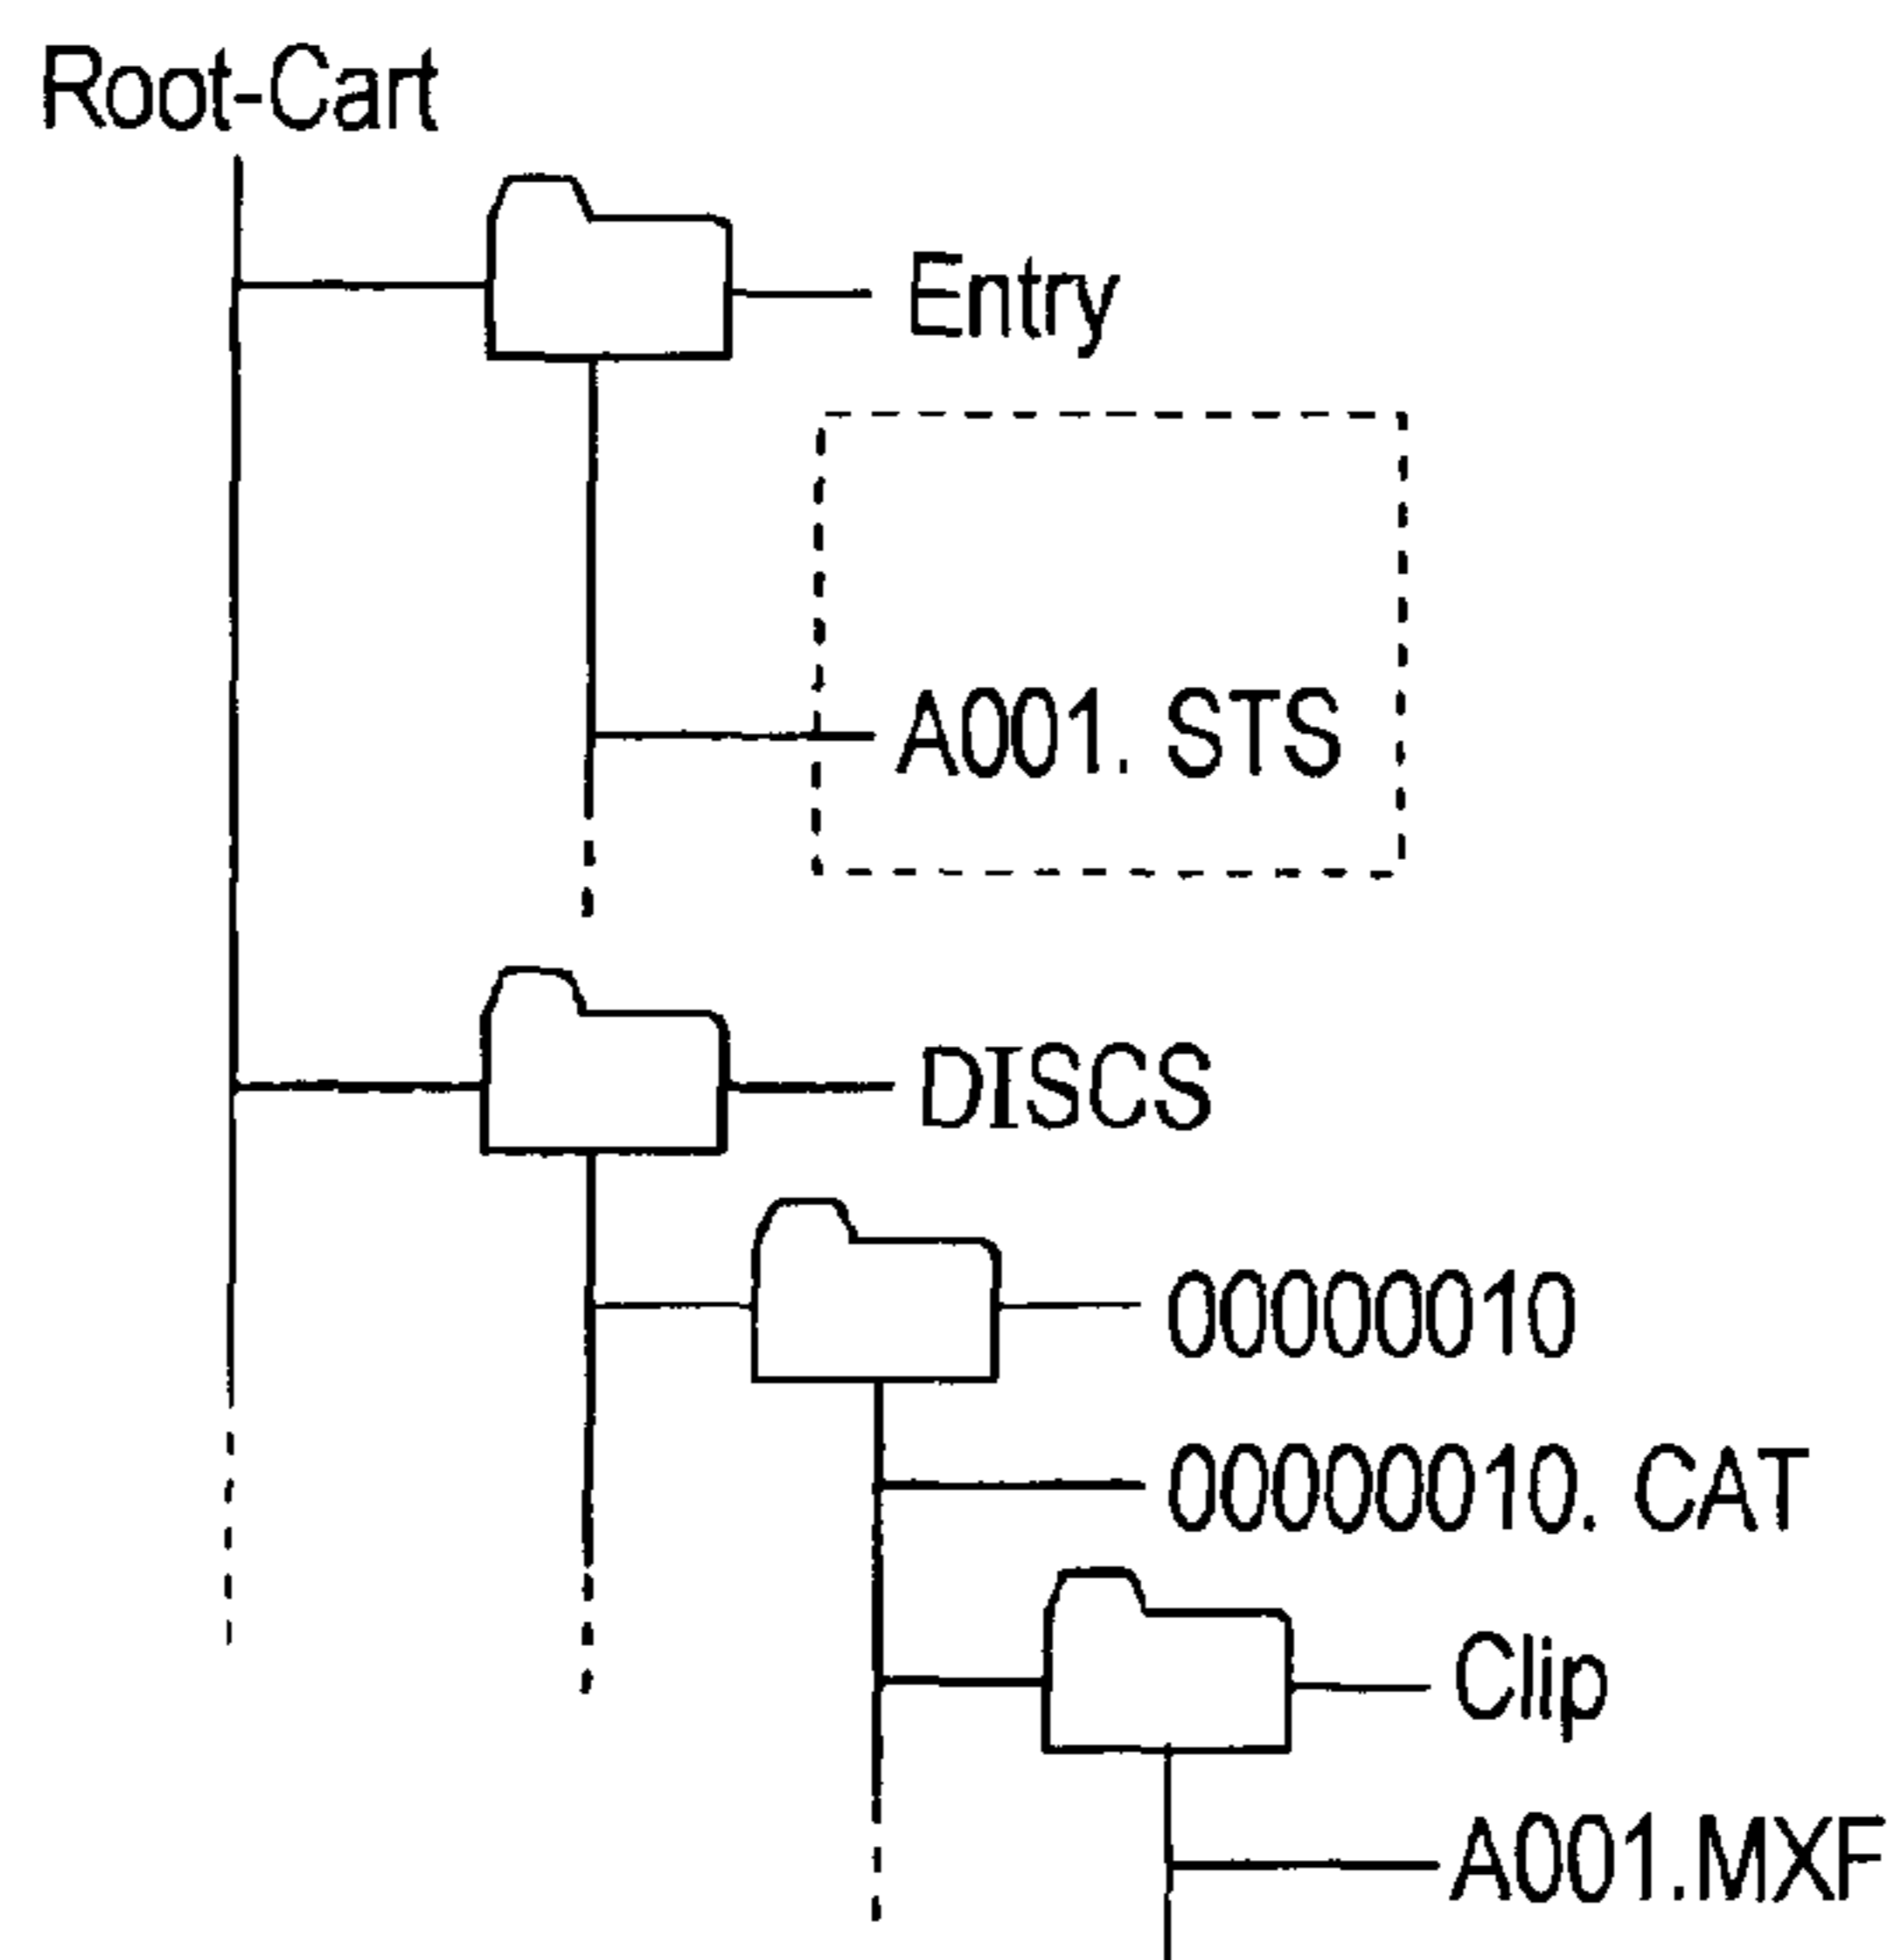 Root-Cart
Entry
A001. STS
DISCS
00000010
00000010. CAT
Clip
A001.MXF